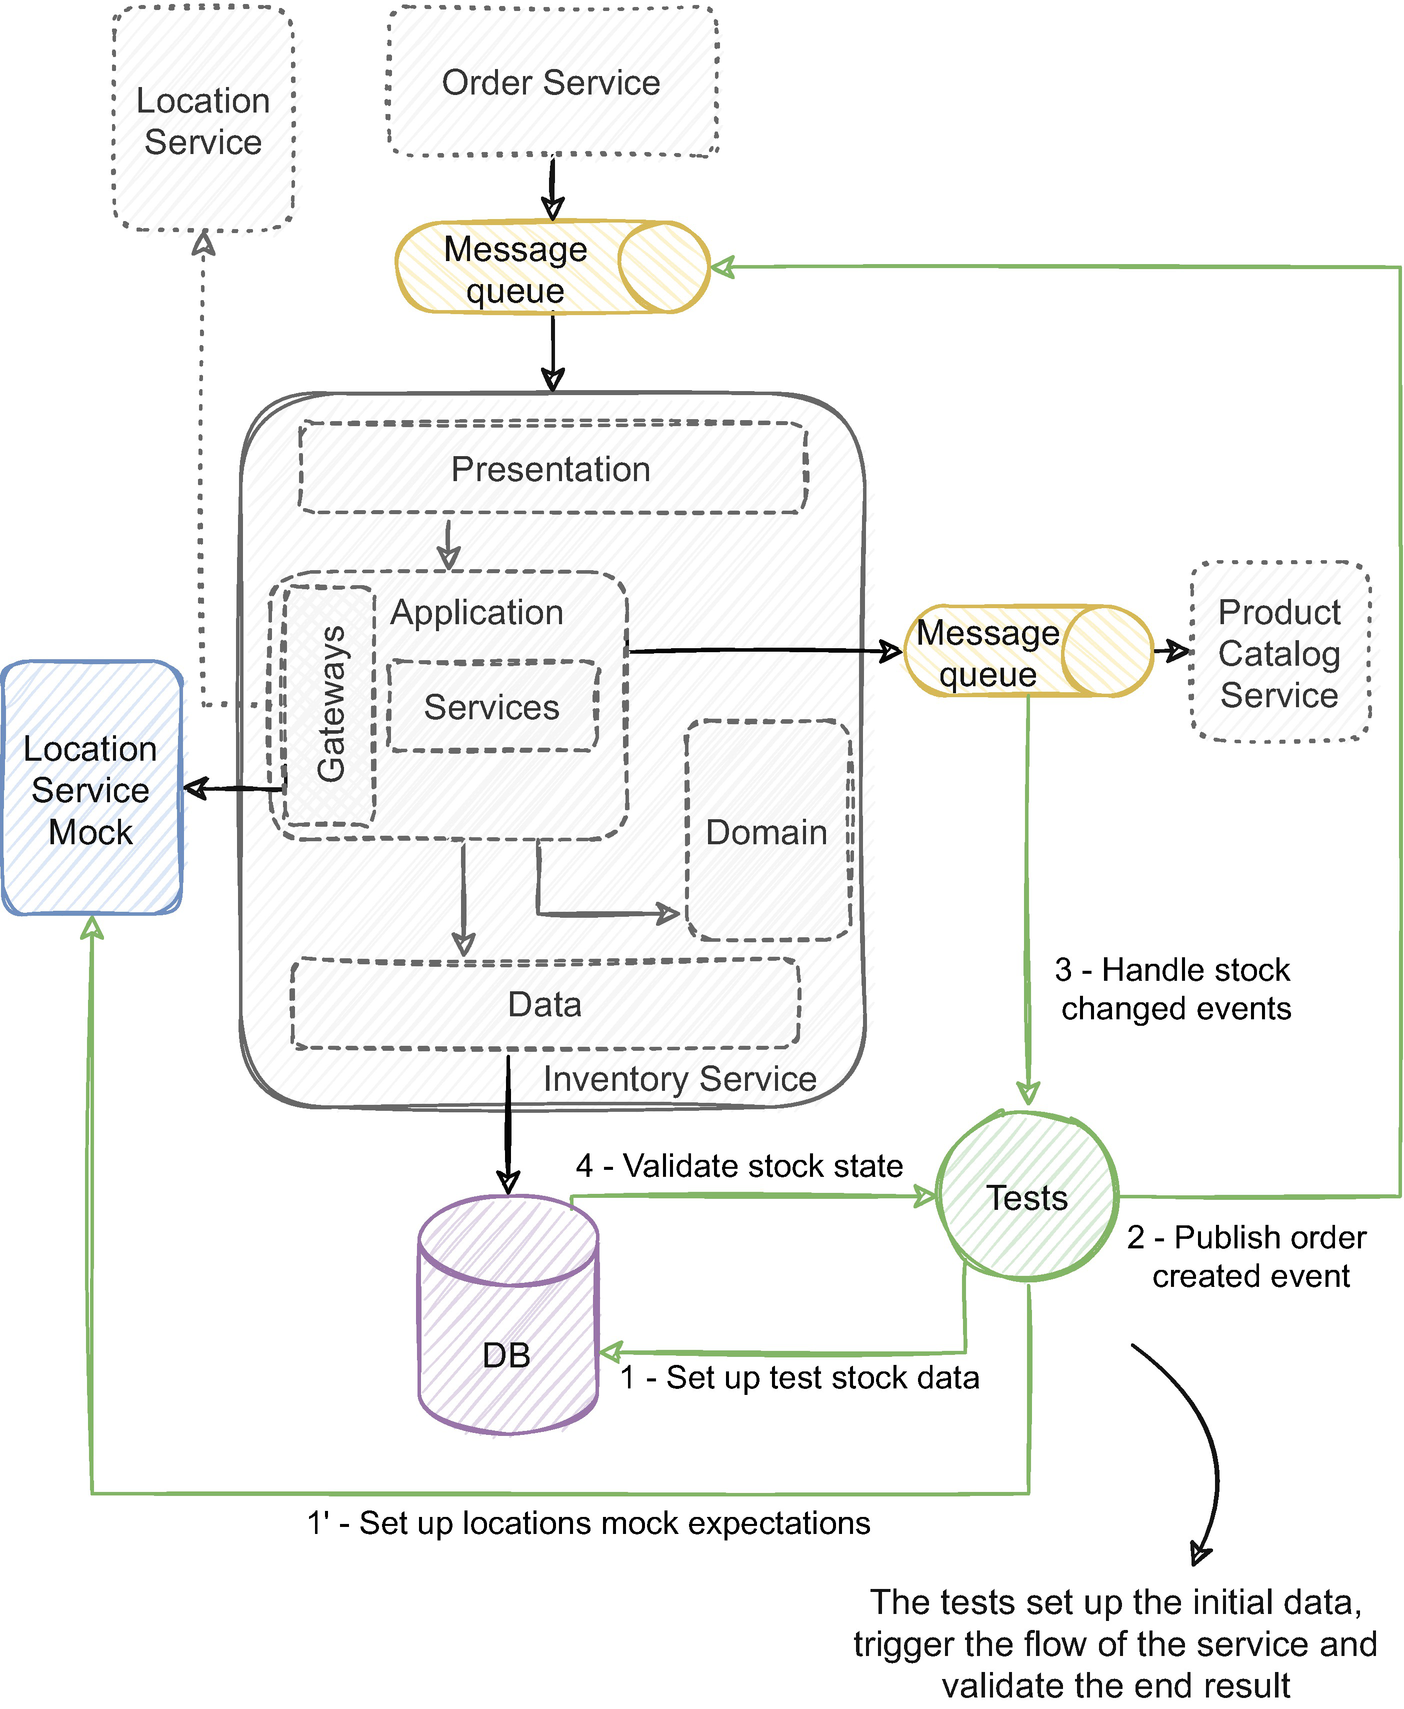 Location
Service
Order Service
Message
queue
Presentation
Application
Gateways
Services
Message
queue
Product
Catalog
Service
Location
Service
Mock
Domain
3 - Handle stock
changed events
Data
Inventory Service
4 - Validate stock state
Tests
2 - Publish order
created event
DB
1 - Set up test stock data
1' - Set up locations mock expectations
The tests set up the initial data,
trigger the flow of the service and
validate the end result